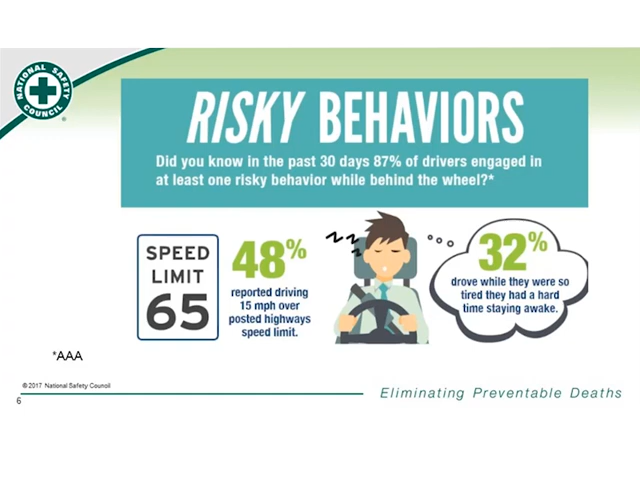 NATIONAL SAFETY
COUNCIL
®
RISKY BEHAVIORS
Did you know in the past 30 days 87% of drivers engaged in
at least one risky behavior while behind the wheel?*
SPEED
LIMIT
65
48%
reported driving
15 mph over
posted highways
speed limit.
z z z
32%
drove while they were so
tired they had a hard
time staying awake.
*AAA
© 2017 National Safety Council
Eliminating Preventable Deaths
6